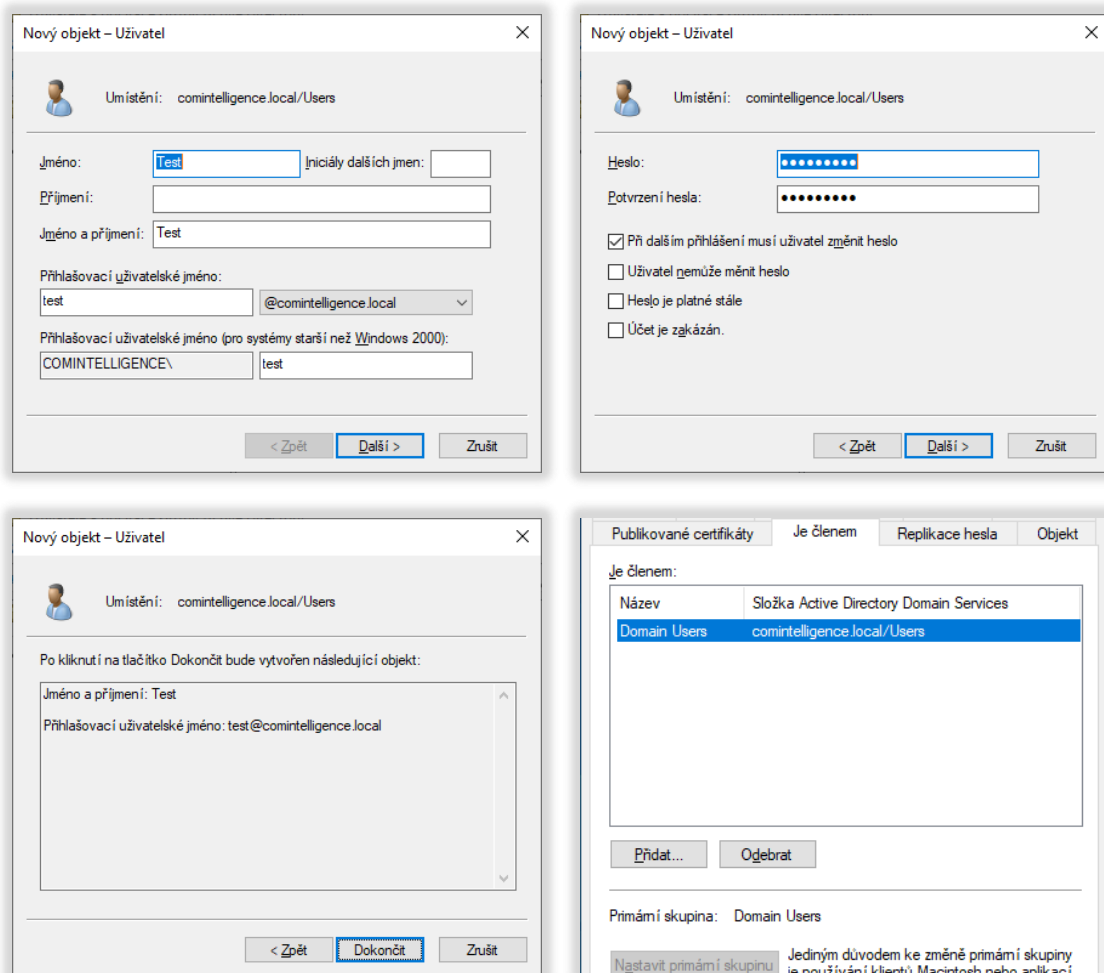 Nový objekt – Uživatel
Umístění: comintelligence.local/Users
Jméno: Test Iniciály dalších jmen:
Příjmení:
Jméno a příjmení: Test
Přihlašovací uživatelské jméno:
test @comintelligence.local
Přihlašovací uživatelské jméno (pro systémy starší než Windows 2000):
COMINTELLIGENCE\ test
< Zpět Další > Zrušit
Nový objekt – Uživatel
Umístění: comintelligence.local/Users
Heslo: •••••••••
Potvrzení hesla: •••••••••
Při dalším přihlášení musí uživatel změnit heslo
Uživatel nemůže měnit heslo
Heslo je platné stále
Účet je zakázán.
< Zpět Další > Zrušit
Nový objekt – Uživatel
Umístění: comintelligence.local/Users
Po kliknutí na tlačítko Dokončit bude vytvořen následující objekt:
Jméno a příjmení: Test
Přihlašovací uživatelské jméno: test@comintelligence.local
< Zpět Dokončit Zrušit
Publikované certifikáty Je členem Replikace hesla Objekt
Je členem:
Název Složka Active Directory Domain Services
Domain Users comintelligence.local/Users
Přidat... Odebrat
Primární skupina: Domain Users
Nastavit primární skupinu
Jediným důvodem ke změně primární skupiny
je používání klientů Macintosh nebo aplikací